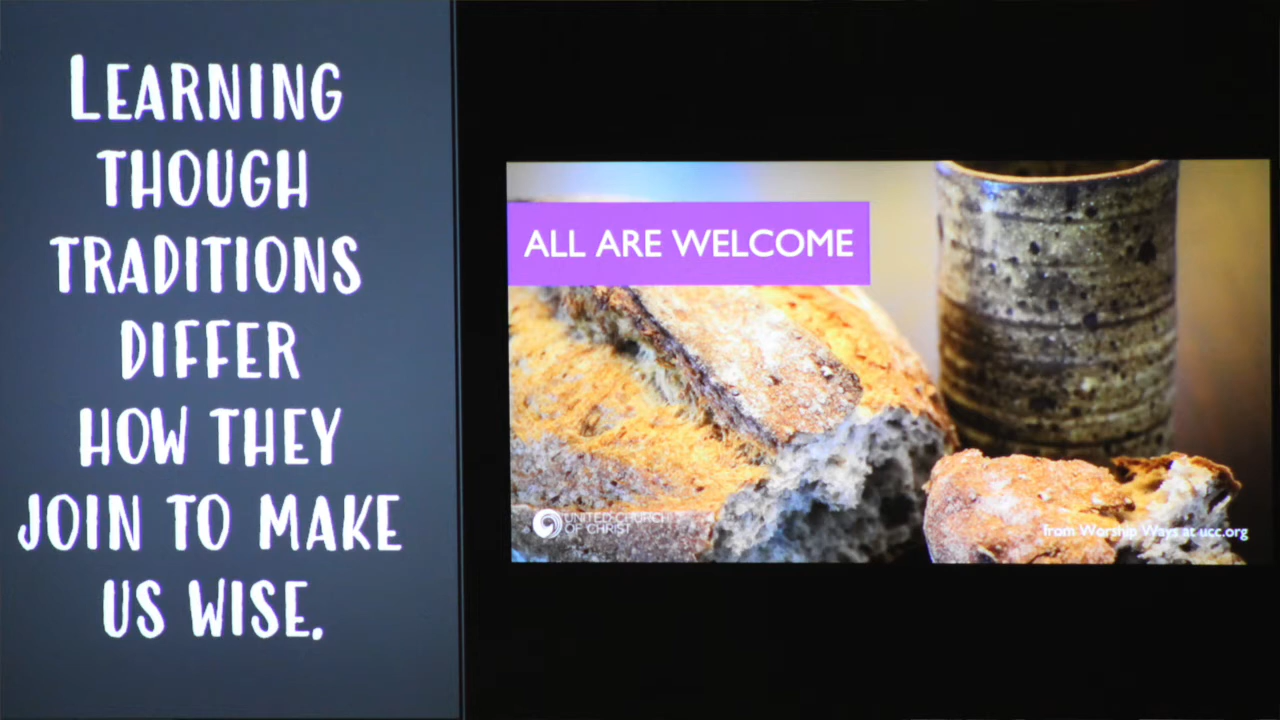 LEARNING
THOUGH
TRADITIONS
DIFFER
HOW THEY
JOIN TO MAKE
US WISE.
ALL ARE WELCOME
UNITED CHURCH
OF CHRIST
from Worship Ways at ucc.org